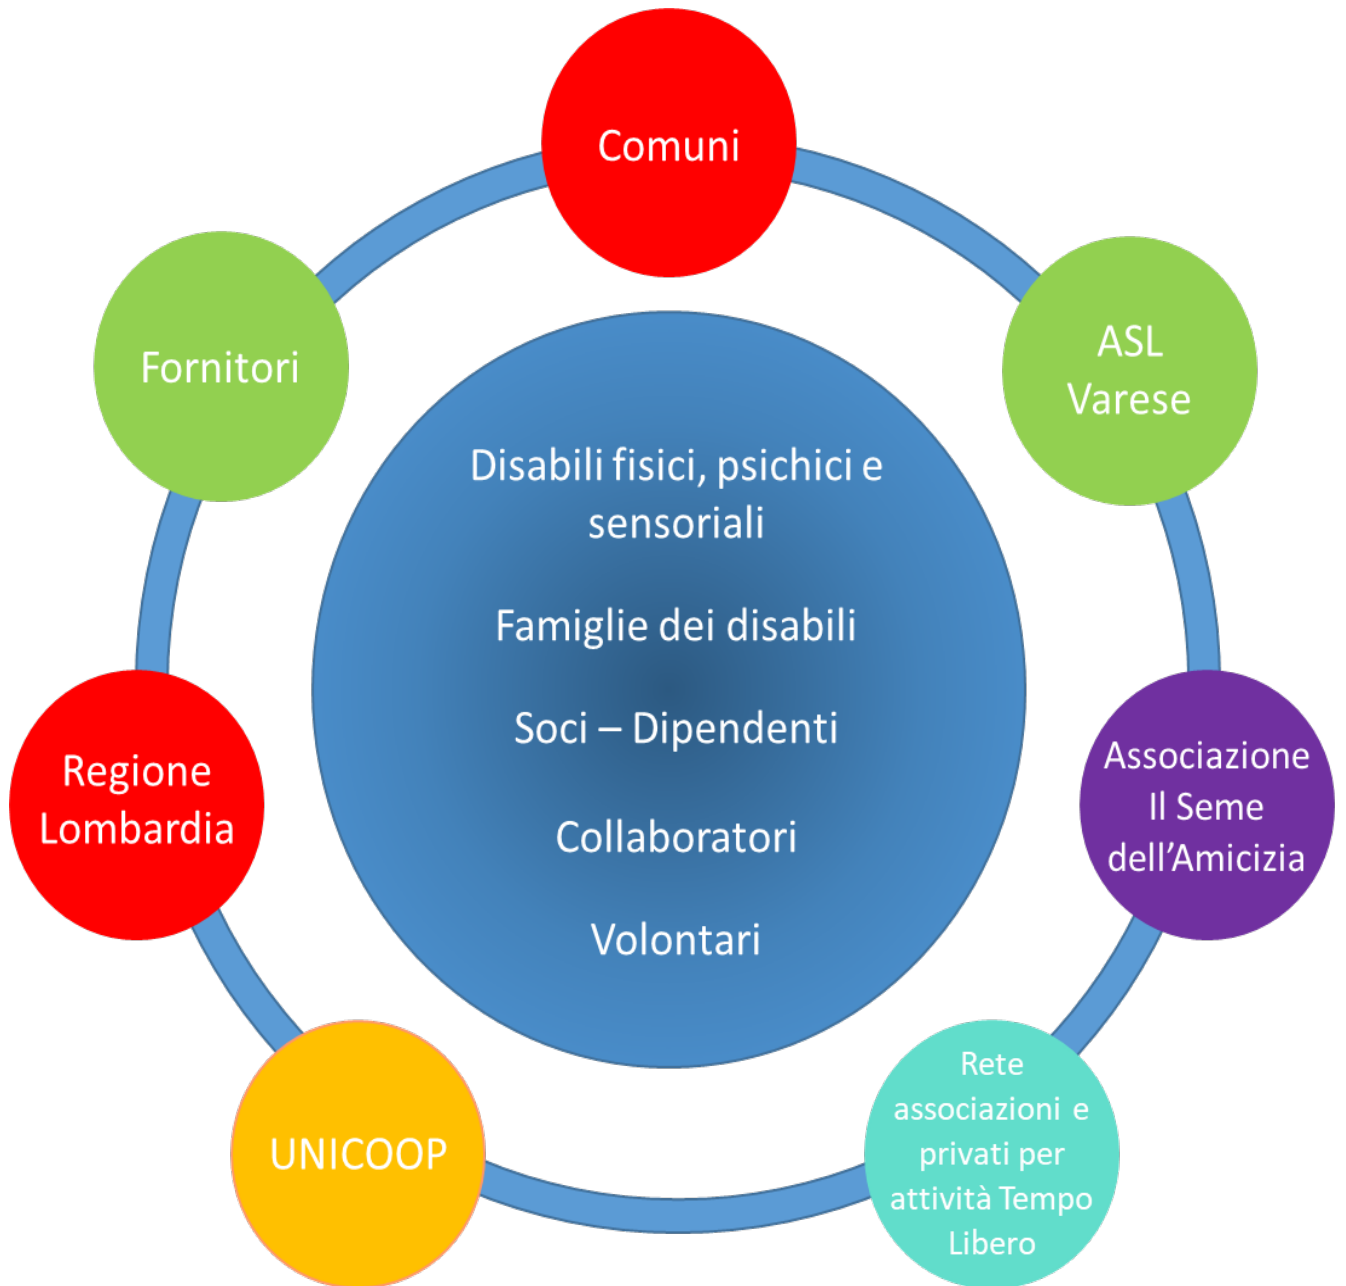 Comuni
ASL
Varese
Fornitori
Disabili fisici, psichici e
sensoriali
Famiglie dei disabili
Soci – Dipendenti
Collaboratori
Volontari
Associazione
Il Seme
dell’Amicizia
Regione
Lombardia
Rete
associazioni e
privati per
attività Tempo
Libero
UNICOOP